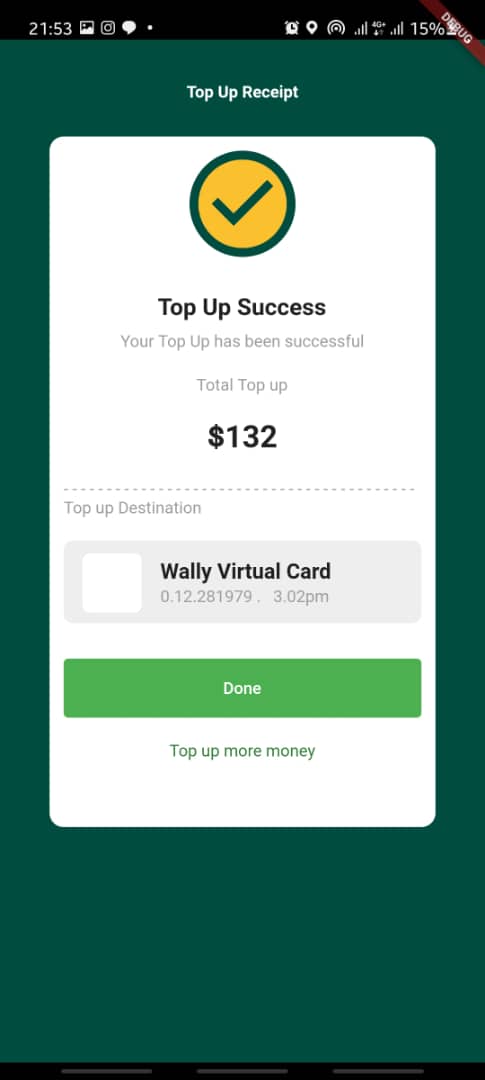 21:53
4G+
15%
DEBUG
Top Up Receipt
Top Up Success
Your Top Up has been successful
Total Top up
$132
Top up Destination
Wally Virtual Card
0.12.281979 .  3.02pm
Done
Top up more money